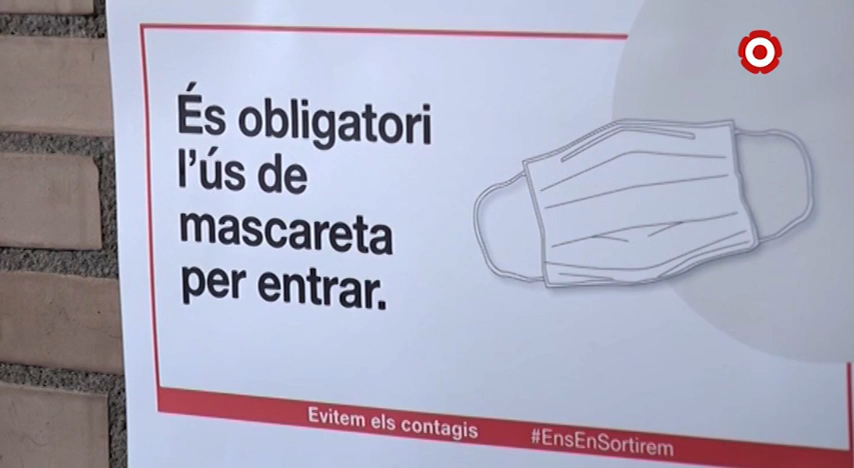 És obligatori
l'ús de
mascareta
per entrar.
Evitem els contagis #EnsEnSortirem